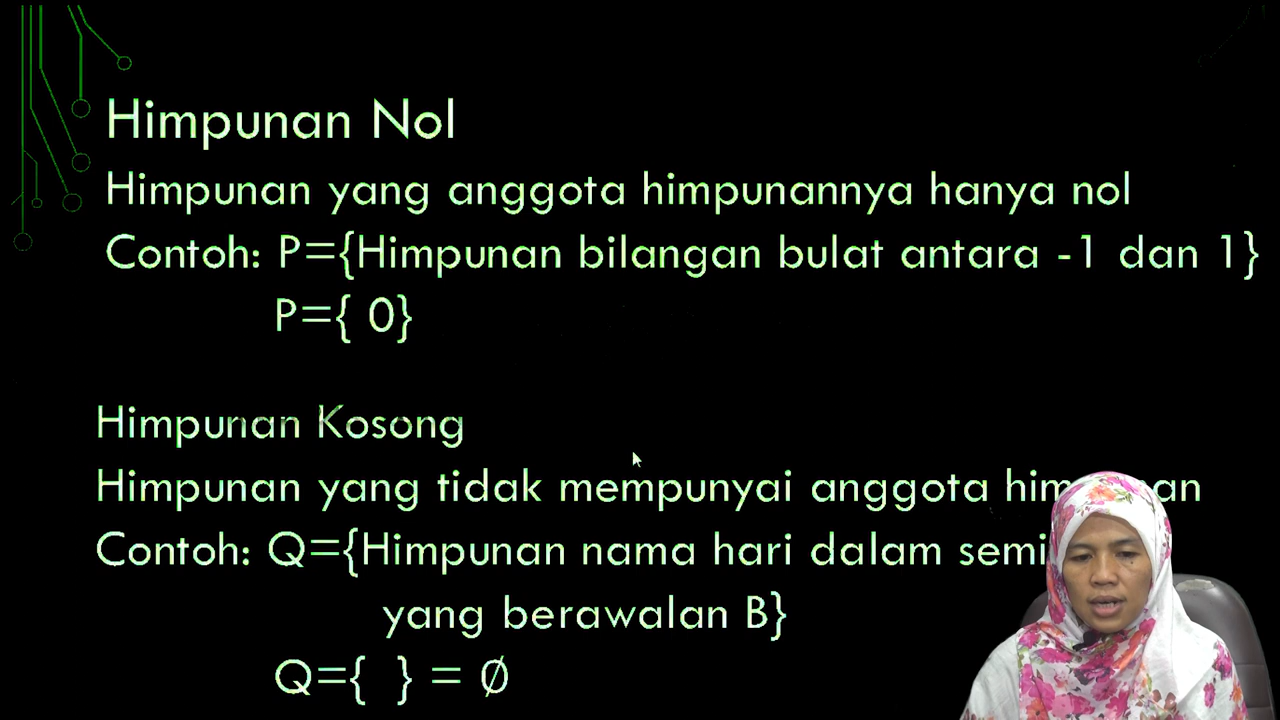 Himpunan Nol
Himpunan yang anggota himpunannya hanya nol
Contoh: P={Himpunan bilangan bulat antara -1 dan 1}
P={ 0}
Himpunan Kosong
Himpunan yang tidak mempunyai anggota
Contoh: Q={Himpunan nama hari dalam
yang berawalan B}
Q={ } = Ø